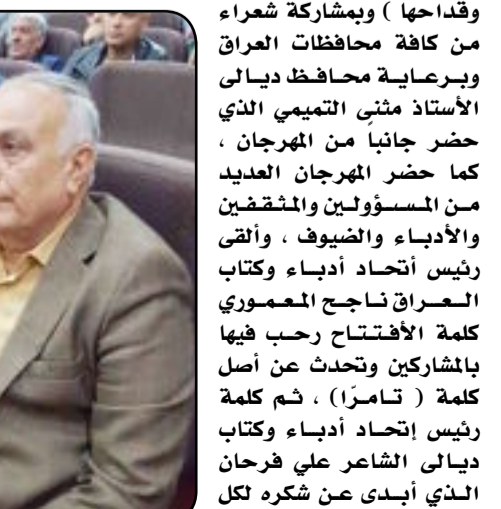 وقداحها ) وبمشاركة شعراء
من كافة محافظات العراق
وبرعاية محافظ ديالى
الأستاذ مثنى التميمي الذي
حضر جانباً من المهرجان ،
كما حضر المهرجان العديد
من المسؤولين والمثقفين
والأدباء والضيوف ، وألقى
رئيس أتحاد أدباء وكتاب
العراق ناجح المعموري
كلمة الأفتتاح رحب فيها
بالمشاركين وتحدث عن أصل
كلمة ( تامرّا) ، ثم كلمة
رئيس إتحاد أدباء وكتاب
ديالى الشاعر علي فرحان
الذي أبدى عن شكره لكل